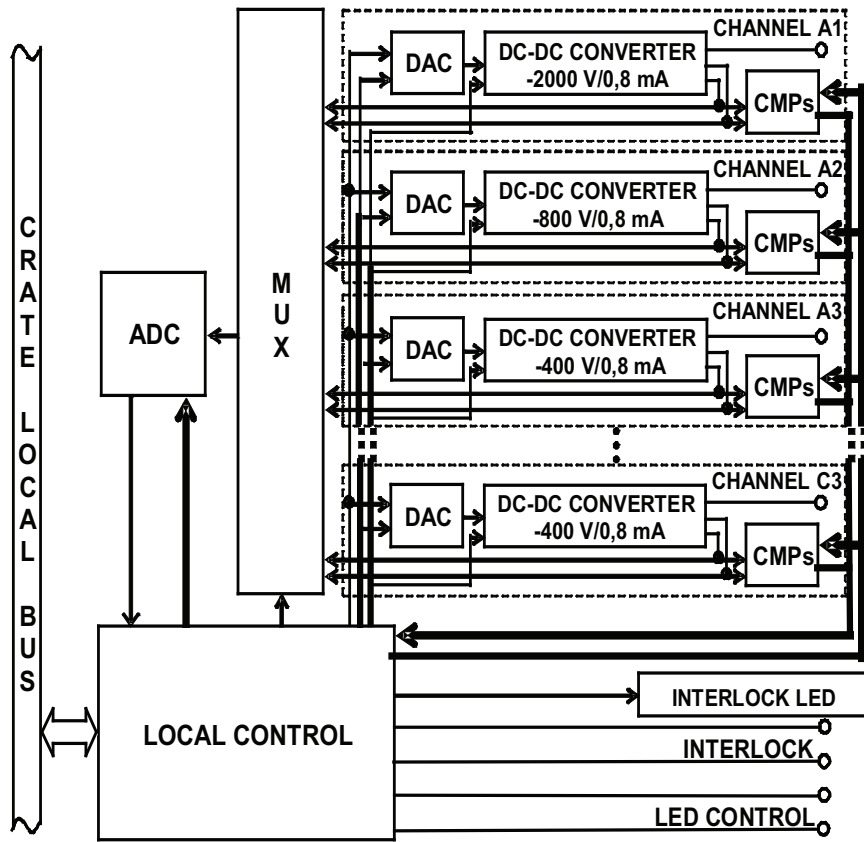 CRATE LOCAL BUS
ADC
MUX
CHANNEL A1
DAC
DC-DC CONVERTER
-2000 V/0,8 mA
CMPs
CHANNEL A2
DAC
DC-DC CONVERTER
-800 V/0,8 mA
CMPs
CHANNEL A3
DAC
DC-DC CONVERTER
-400 V/0,8 mA
CMPs
CHANNEL C3
DAC
DC-DC CONVERTER
-400 V/0,8 mA
CMPs
LOCAL CONTROL
INTERLOCK LED
INTERLOCK
LED CONTROL